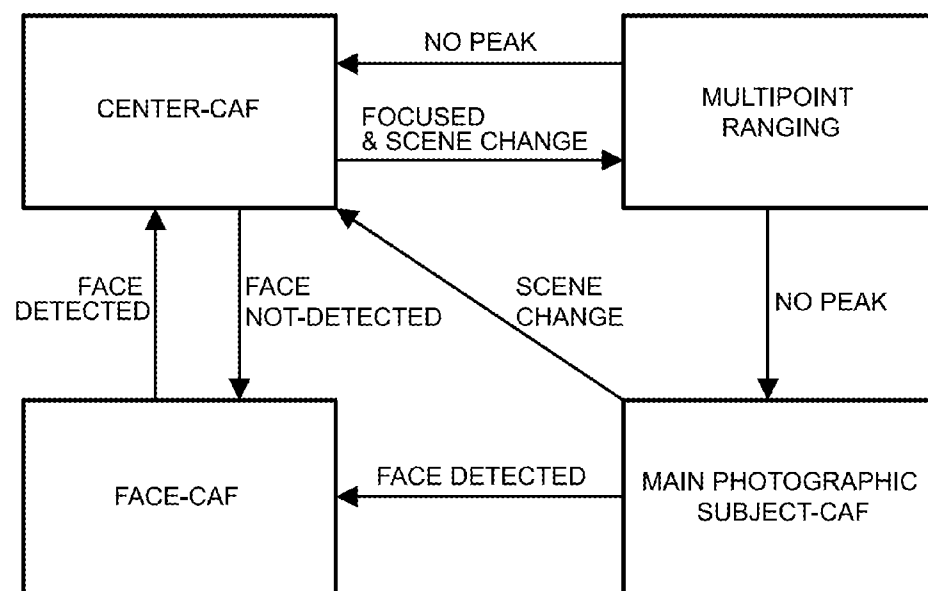 NO PEAK
CENTER-CAF
MULTIPOINT
RANGING
FOCUSED
& SCENE CHANGE
FACE
DETECTED
FACE
NOT-DETECTED
SCENE
CHANGE
NO PEAK
FACE-CAF
FACE DETECTED
MAIN PHOTOGRAPHIC
SUBJECT-CAF